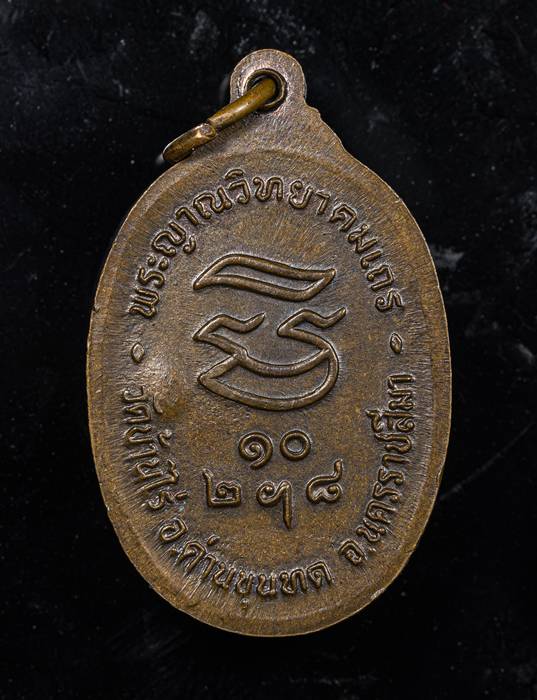 พระญาณวิทยาคมเถร
๑๐
๒ ๙ ๘
วัดบ้านไร่ อ.ด่านขุนทด จ.นครราชสีมา